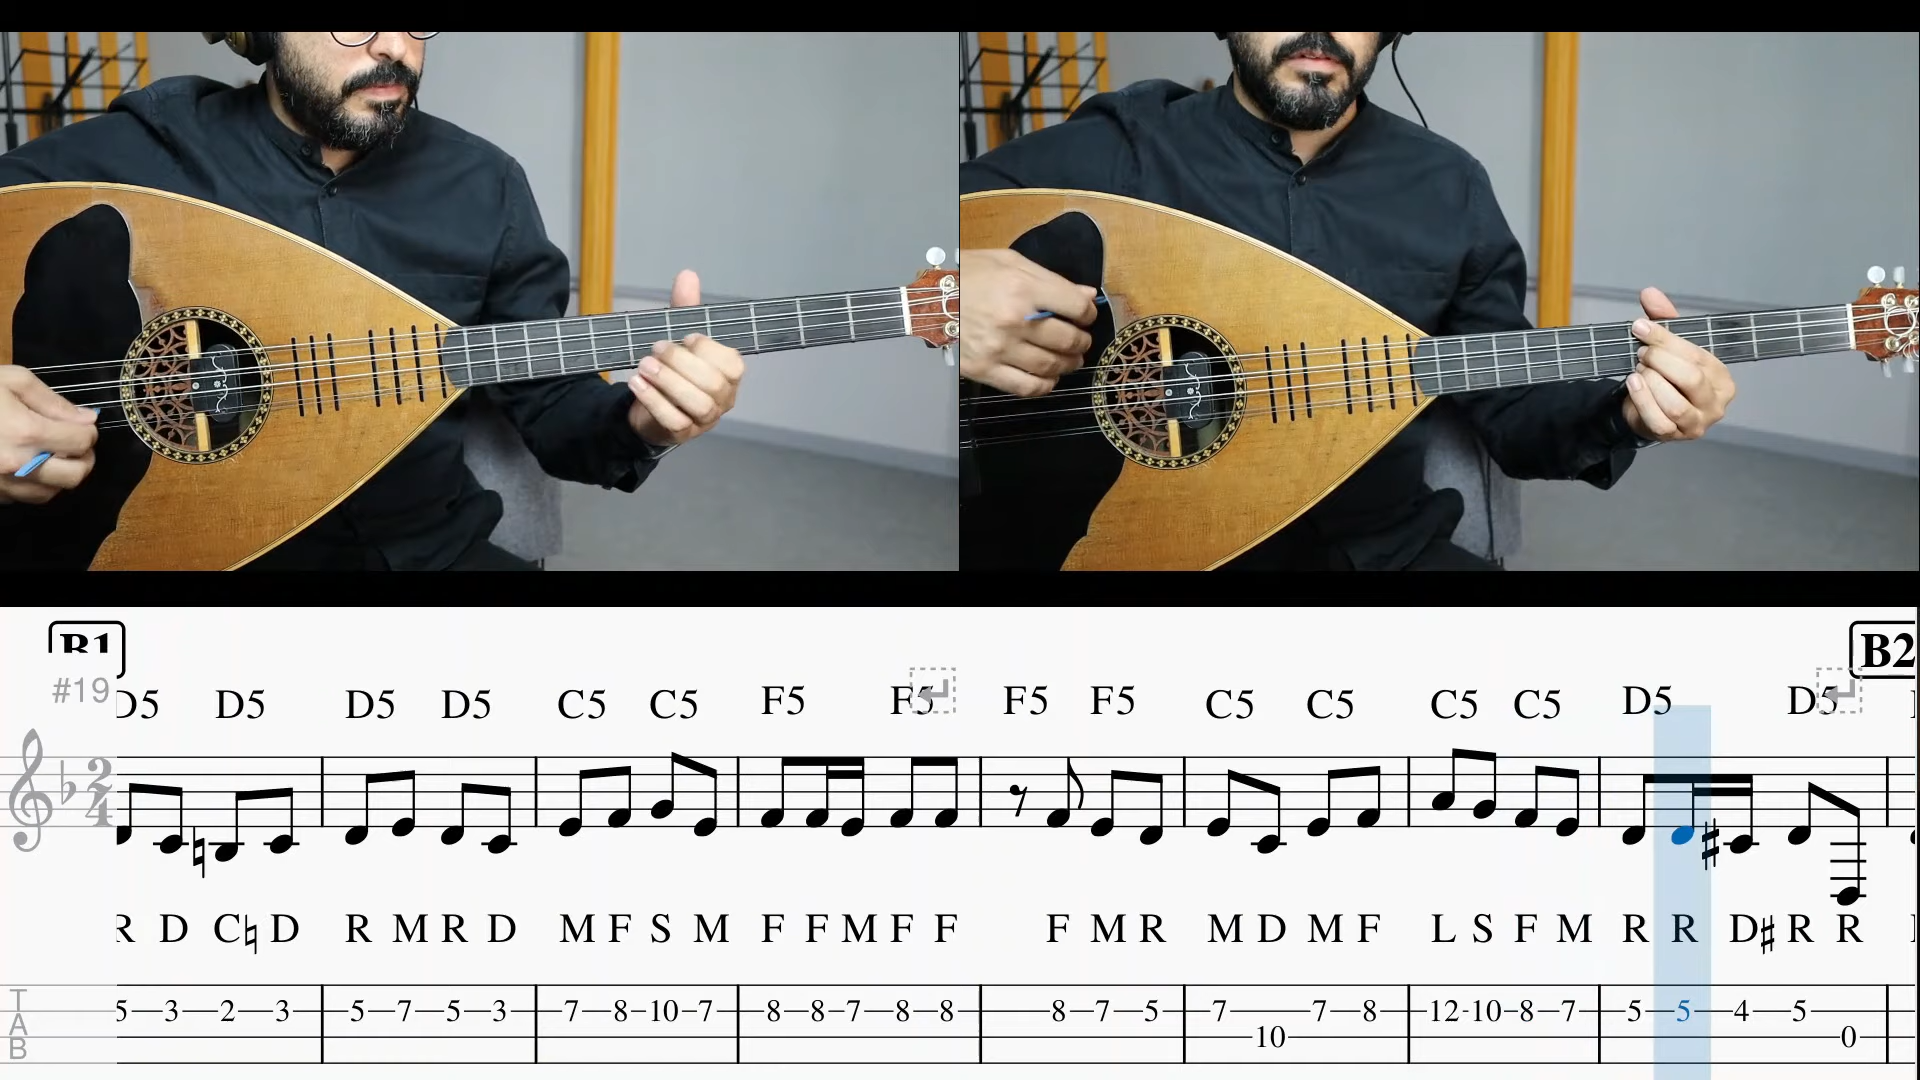 B1 B2
#19 D5 D5 D5 D5 C5 C5 F5 F5 F5 F5 C5 C5 C5 C5 D5 D5
2
4
R D C♮ D R M R D M F S M F F M F F F M R M D M F L S F M R R D♯ R R
T 5 3 2 3 5 7 5 3 7 8 10 7 8 8 7 8 8 8 7 5 7 7 8 12 10 8 7 5 5 4 5
A 10 0
B